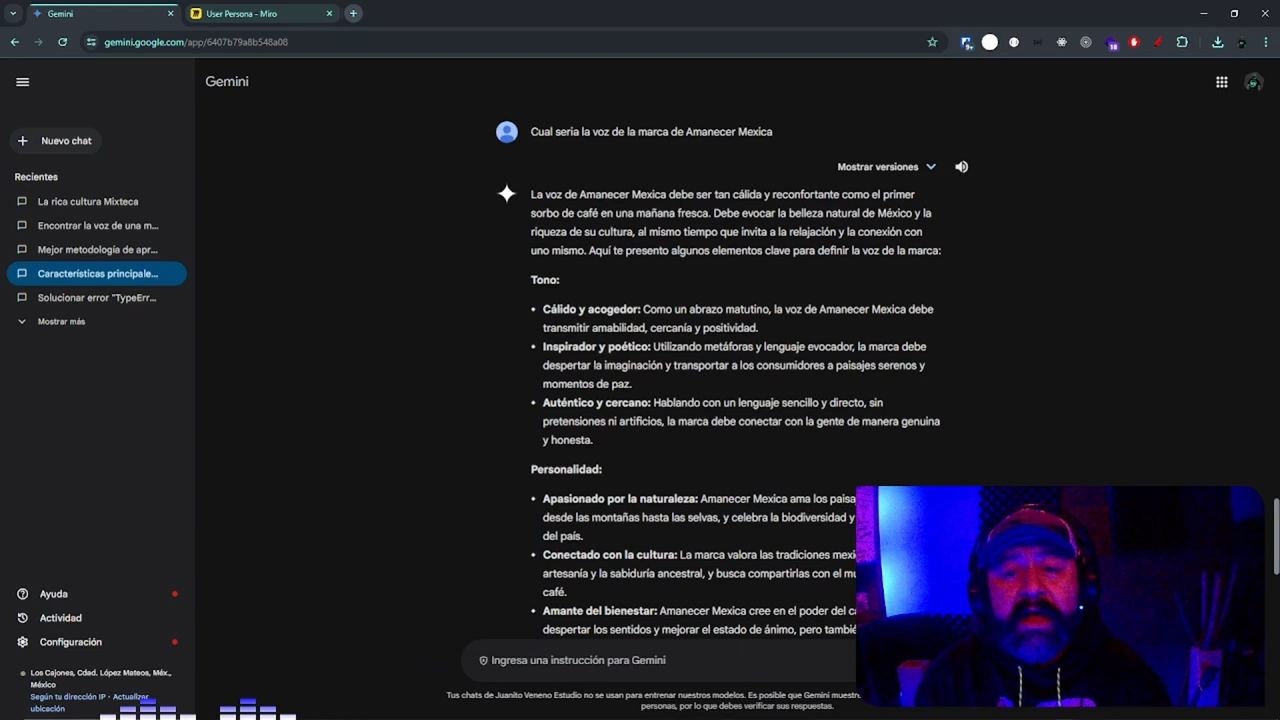 Gemini
User Persona - Miro
gemini.google.com/app/6407b79a8b548a08
9+
18
Gemini
Nuevo chat
Recientes
La rica cultura Mixteca
Encontrar la voz de una m...
Mejor metodología de apr...
Características principale...
Solucionar error "TypeErr...
Mostrar más
Ayuda
Actividad
Configuración
Los Cajones, Cdad. López Mateos, Méx.,
México
Según tu dirección IP • Actualizar
ubicación
Cual seria la voz de la marca de Amanecer Mexica
Mostrar versiones
La voz de Amanecer Mexica debe ser tan cálida y reconfortante como el primer
sorbo de café en una mañana fresca. Debe evocar la belleza natural de México y la
riqueza de su cultura, al mismo tiempo que invita a la relajación y la conexión con
uno mismo. Aquí te presento algunos elementos clave para definir la voz de la marca:
Tono:
• Cálido y acogedor: Como un abrazo matutino, la voz de Amanecer Mexica debe
transmitir amabilidad, cercanía y positividad.
• Inspirador y poético: Utilizando metáforas y lenguaje evocador, la marca debe
despertar la imaginación y transportar a los consumidores a paisajes serenos y
momentos de paz.
• Auténtico y cercano: Hablando con un lenguaje sencillo y directo, sin
pretensiones ni artificios, la marca debe conectar con la gente de manera genuina
y honesta.
Personalidad:
• Apasionado por la naturaleza: Amanecer Mexica ama los paisa
desde las montañas hasta las selvas, y celebra la biodiversidad y
del país.
• Conectado con la cultura: La marca valora las tradiciones mexi
artesanía y la sabiduría ancestral, y busca compartirlas con el mu
café.
• Amante del bienestar: Amanecer Mexica cree en el poder del ca
despertar los sentidos y mejorar el estado de ánimo, pero tambié
Ingresa una instrucción para Gemini
Tus chats de Juanito Veneno Estudio no se usan para entrenar nuestros modelos. Es posible que Gemini muestre
personas, por lo que debes verificar sus respuestas.